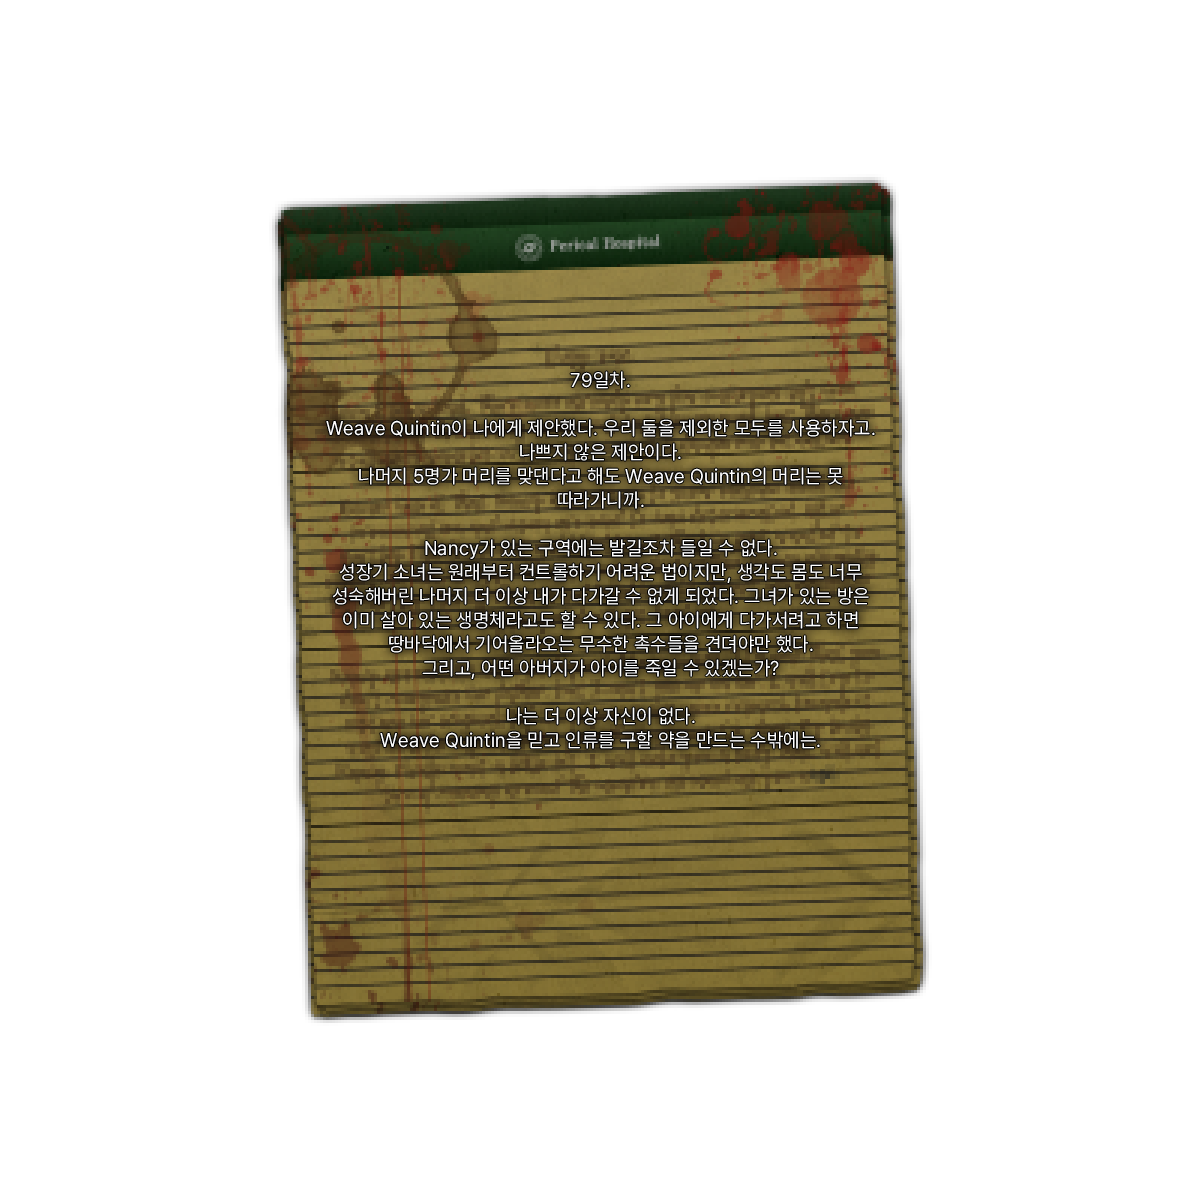 Perical Hospital
79일차.
Weave Quintin이 나에게 제안했다. 우리 둘을 제외한 모두를 사용하자고.
나쁘지 않은 제안이다.
나머지 5명가 머리를 맞댄다고 해도 Weave Quintin의 머리는 못
따라가니까.
Nancy가 있는 구역에는 발길조차 들일 수 없다.
성장기 소녀는 원래부터 컨트롤하기 어려운 법이지만, 생각도 몸도 너무
성숙해버린 나머지 더 이상 내가 다가갈 수 없게 되었다. 그녀가 있는 방은
이미 살아 있는 생명체라고도 할 수 있다. 그 아이에게 다가서려고 하면
땅바닥에서 기어올라오는 무수한 촉수들을 견뎌야만 했다.
그리고, 어떤 아버지가 아이를 죽일 수 있겠는가?
나는 더 이상 자신이 없다.
Weave Quintin을 믿고 인류를 구할 약을 만드는 수밖에는.